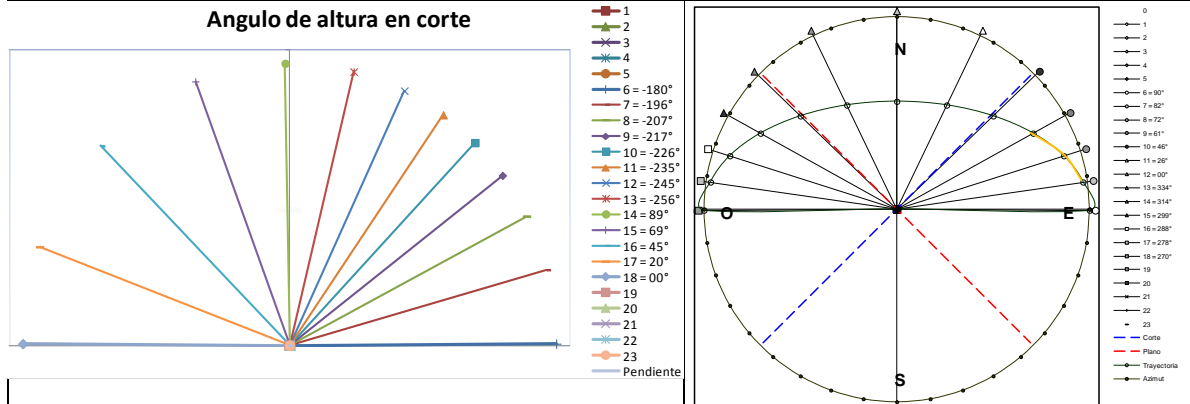 Angulo de altura en corte
1
2
3
4
5
6 = -180°
7 = -196°
8 = -207°
9 = -217°
10 = -226°
11 = -235°
12 = -245°
13 = -256°
14 = 89°
15 = 69°
16 = 45°
17 = 20°
18 = 00°
19
20
21
22
23
Pendiente
N
O
E
S
0
1
2
3
4
5
6 = 90°
7 = 82°
8 = 72°
9 = 61°
10 = 46°
11 = 26°
12 = 00°
13 = 334°
14 = 314°
15 = 299°
16 = 288°
17 = 278°
18 = 270°
19
20
21
22
23
Corte
Plano
Trayectoria
Azimut